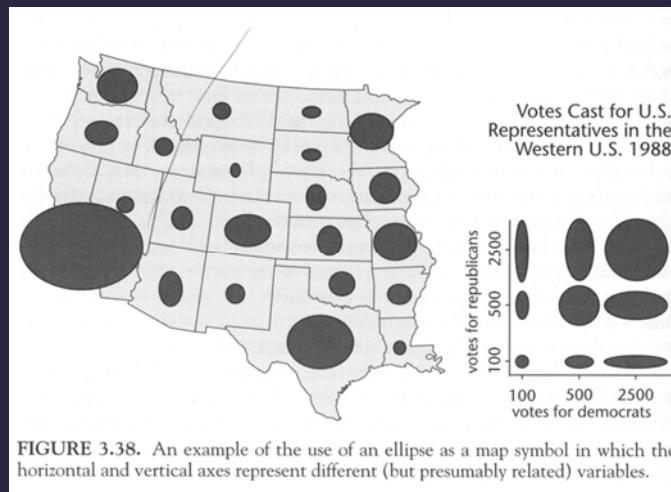 Votes Cast for U.S.
Representatives in the
Western U.S. 1988
votes for republicans
2500
500
100
100 500 2500
votes for democrats
FIGURE 3.38. An example of the use of an ellipse as a map symbol in which the
horizontal and vertical axes represent different (but presumably related) variables.